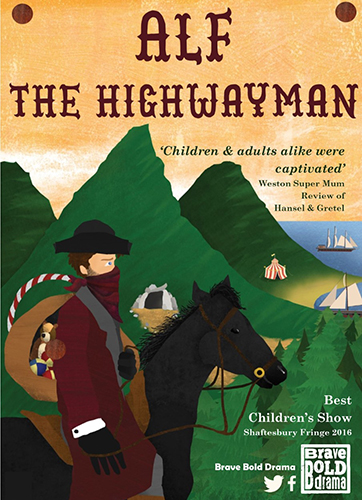 ALF
THE HIGHWAYMAN
‘Children & adults alike were
captivated’
Weston Super Mum
Review of
Hansel & Gretel
Best
Children's Show
Shaftesbury Fringe 2016
Brave Bold Drama
Brave
BOLD
drama